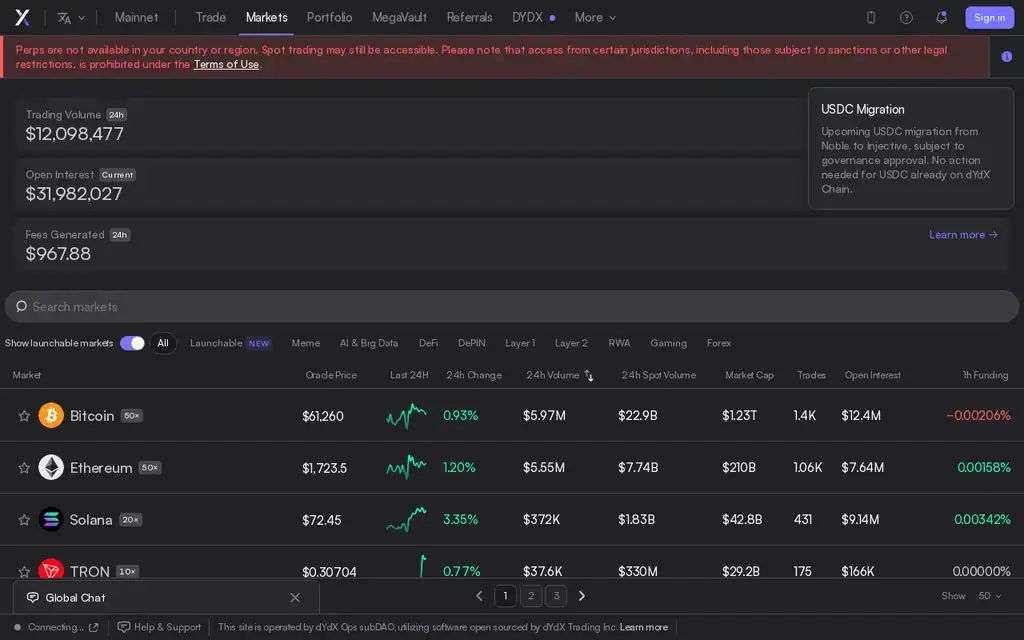 Mainnet Trade Markets Portfolio MegaVault Referrals DYDX More Sign in
Perps are not available in your country or region. Spot trading may still be accessible. Please note that access from certain jurisdictions, including those subject to sanctions or other legal
restrictions, is prohibited under the Terms of Use.
Trading Volume 24h
$12,098,477
Open Interest Current
$31,982,027
Fees Generated 24h
$967.88
USDC Migration
Upcoming USDC migration from
Noble to Injective, subject to
governance approval. No action
needed for USDC already on dYdX
Chain.
Learn more →
Search markets
Show launchable markets All Launchable NEW Meme AI & Big Data DeFi DePIN Layer 1 Layer 2 RWA Gaming Forex
Market Oracle Price Last 24H 24h Change 24h Volume 24h Spot Volume Market Cap Trades Open Interest 1h Funding
Bitcoin 50× $61,260 0.93% $5.97M $22.9B $1.23T 1.4K $12.4M −0.00206%
Ethereum 50× $1,723.5 1.20% $5.55M $7.74B $210B 1.06K $7.64M 0.00158%
Solana 20× $72.45 3.35% $372K $1.83B $42.8B 431 $9.14M 0.00342%
TRON 10× $0.30704 0.77% $37.6K $330M $29.2B 175 $166K 0.00000%
Global Chat
1 2 3
Show 50
Connecting... Help & Support This site is operated by dYdX Ops subDAO, utilizing software open sourced by dYdX Trading Inc. Learn more